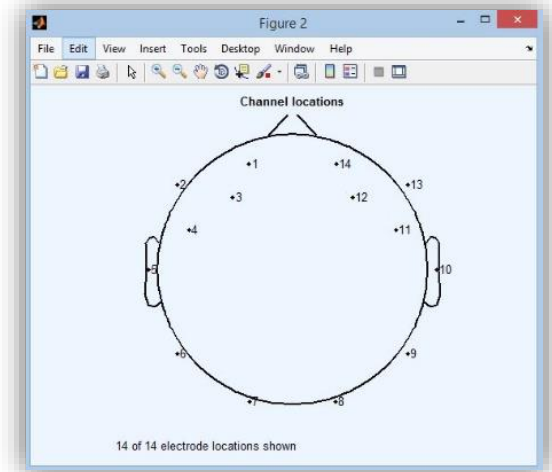 Figure 2
File Edit View Insert Tools Desktop Window Help
Channel locations
1 14
2 13
3 12
4 11
5 10
6 9
7 8
14 of 14 electrode locations shown